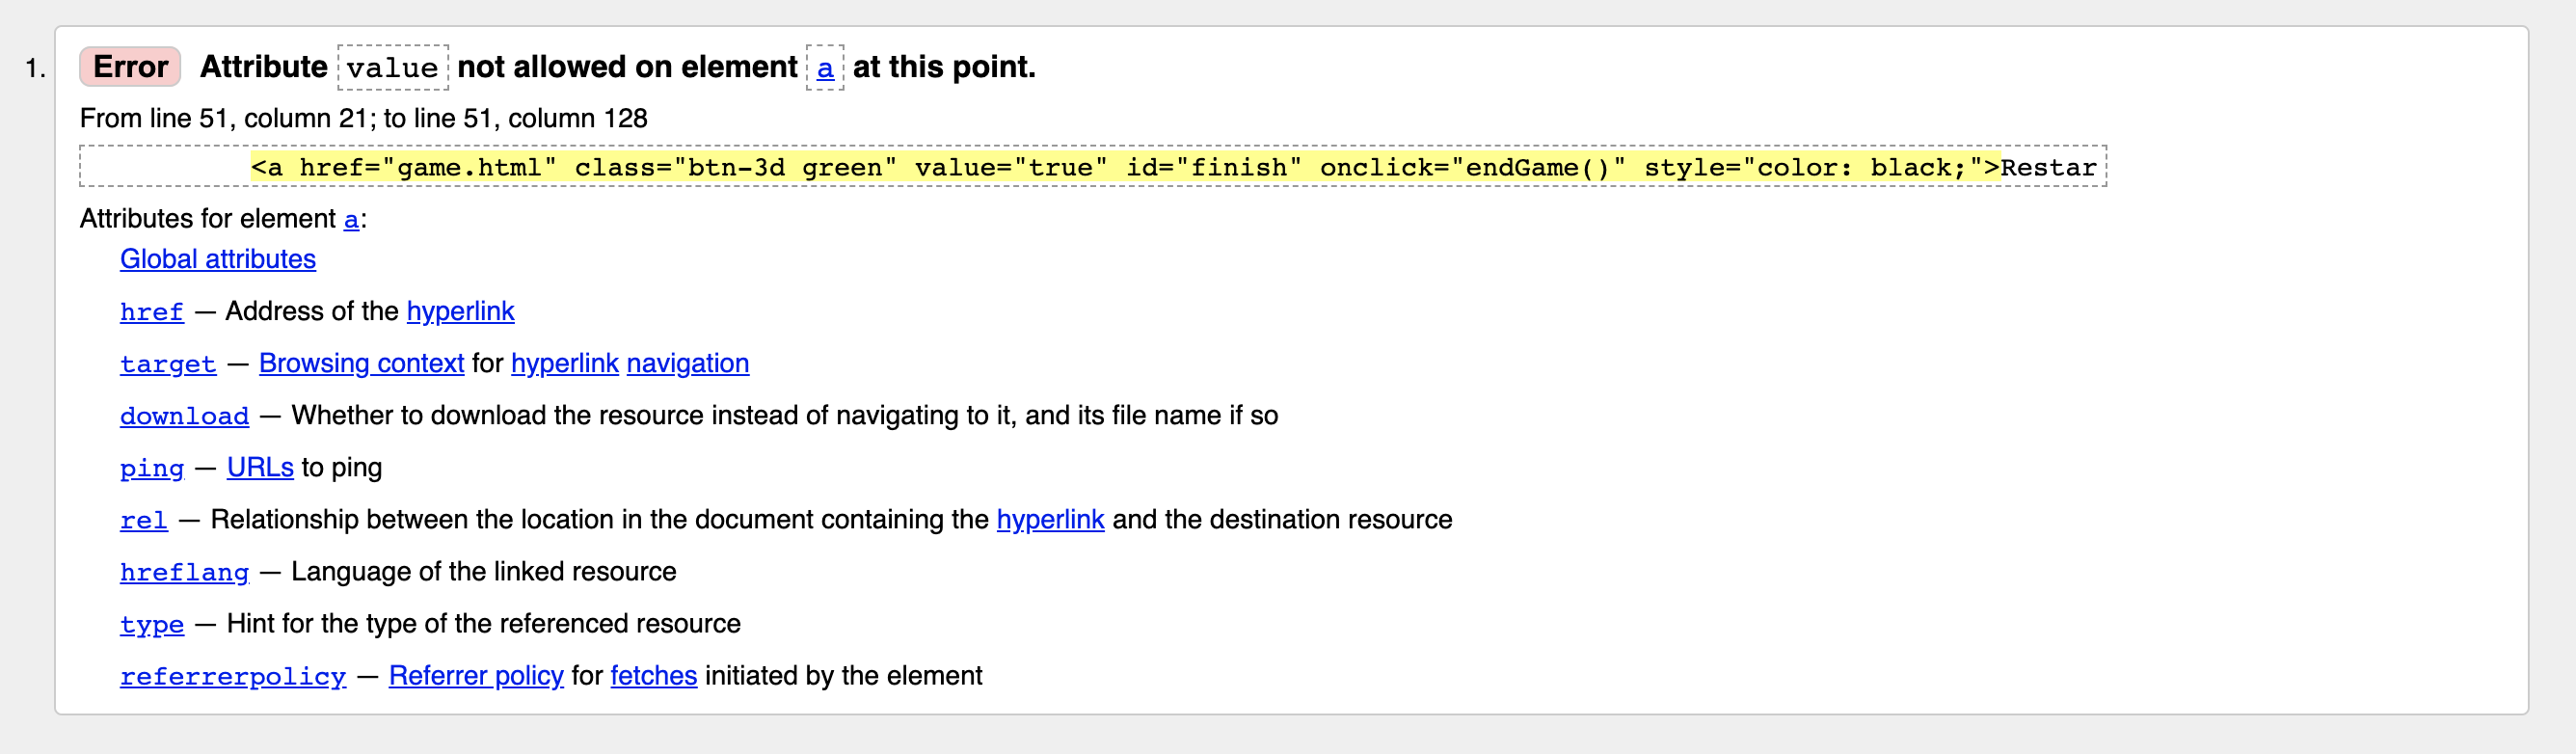 1. Error Attribute value not allowed on element a at this point.
From line 51, column 21; to line 51, column 128
<a href="game.html" class="btn-3d green" value="true" id="finish" onclick="endGame()" style="color: black;">Restar
Attributes for element a:
Global attributes
href — Address of the hyperlink
target — Browsing context for hyperlink navigation
download — Whether to download the resource instead of navigating to it, and its file name if so
ping — URLs to ping
rel — Relationship between the location in the document containing the hyperlink and the destination resource
hreflang — Language of the linked resource
type — Hint for the type of the referenced resource
referrerpolicy — Referrer policy for fetches initiated by the element